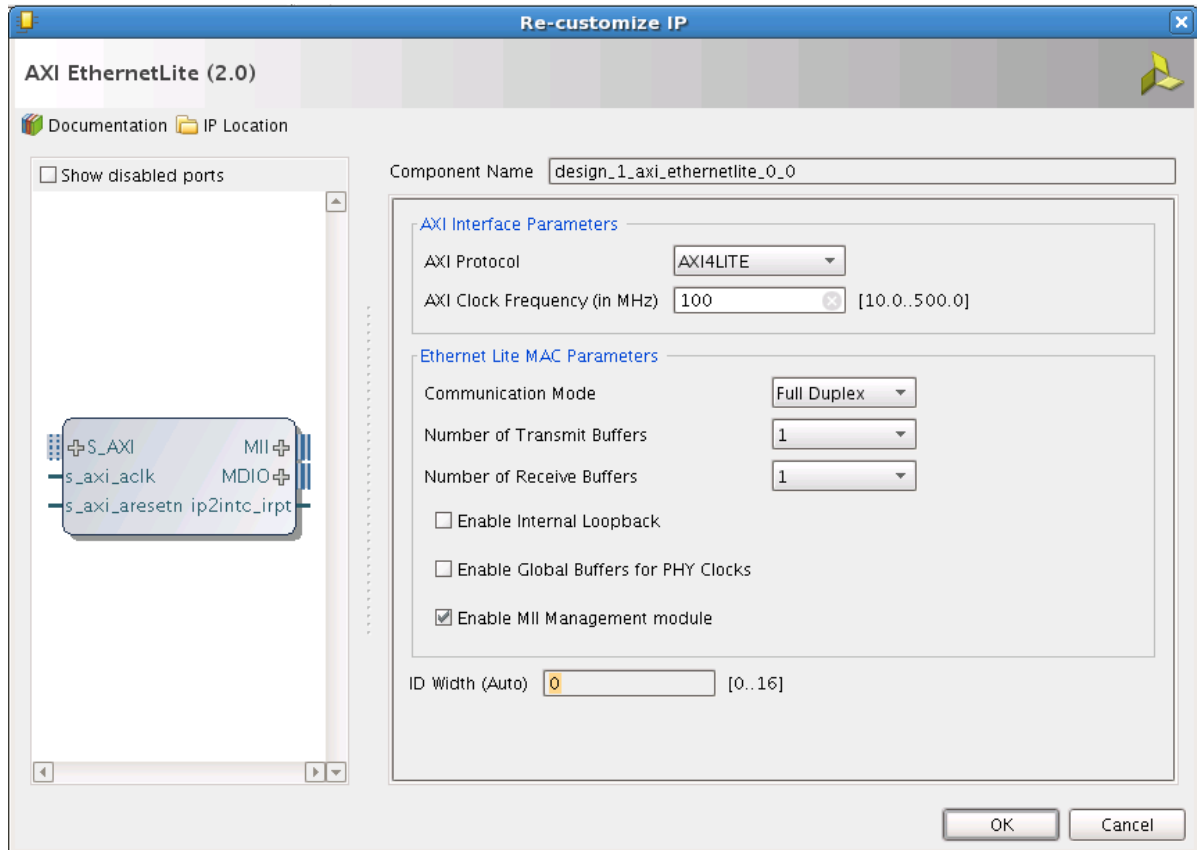 Re-customize IP
AXI EthernetLite (2.0)
Documentation IP Location
Show disabled ports
S_AXI MII
s_axi_aclk MDIO
s_axi_aresetn ip2intc_irpt
Component Name design_1_axi_ethernetlite_0_0
AXI Interface Parameters
AXI Protocol AXI4LITE
AXI Clock Frequency (in MHz) 100 [10.0..500.0]
Ethernet Lite MAC Parameters
Communication Mode Full Duplex
Number of Transmit Buffers 1
Number of Receive Buffers 1
Enable Internal Loopback
Enable Global Buffers for PHY Clocks
Enable MII Management module
ID Width (Auto) 0 [0..16]
OK Cancel